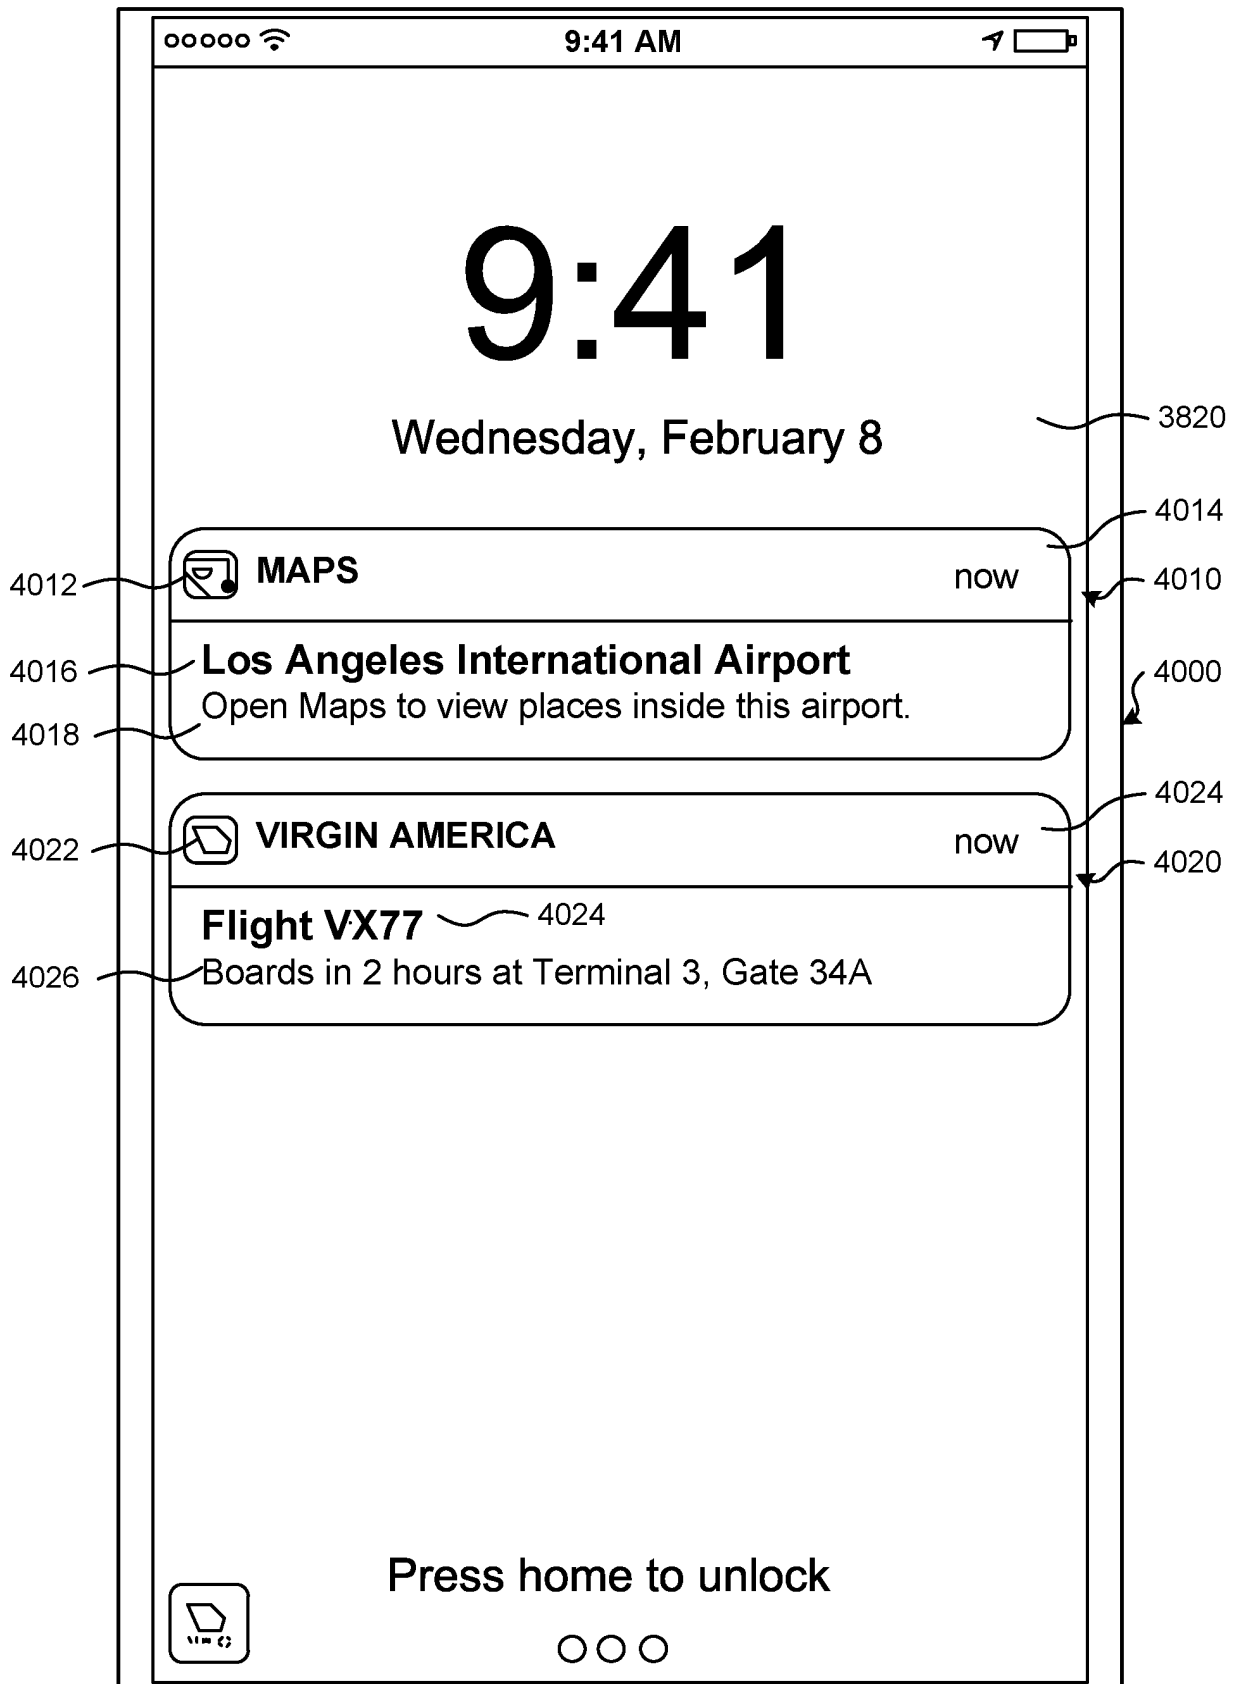 9:41 AM
9:41
Wednesday, February 8
3820
4014
4012
MAPS
now
4010
4016
Los Angeles International Airport
4000
4018
Open Maps to view places inside this airport.
4024
4022
VIRGIN AMERICA
now
4020
Flight VX77
4024
4026
Boards in 2 hours at Terminal 3, Gate 34A
Press home to unlock